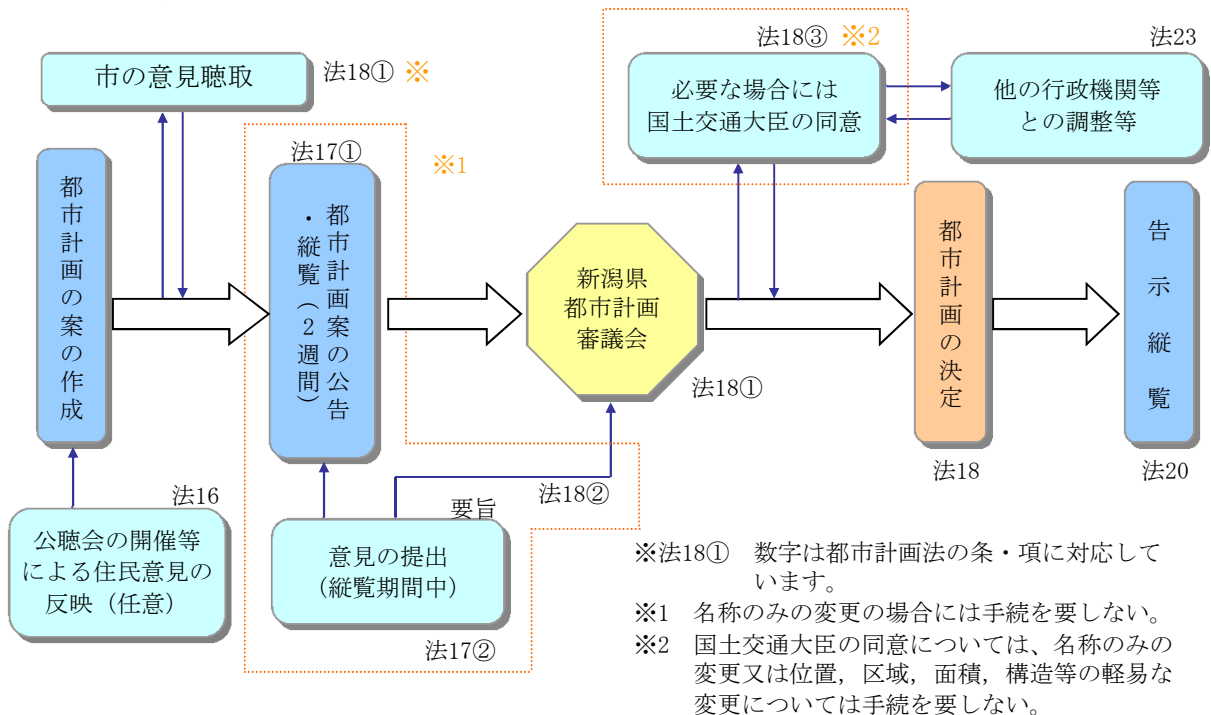 市の意見聴取
法18① ※
法18③ ※2
必要な場合には
国土交通大臣の同意
法23
他の行政機関等
との調整等
都市計画の案の作成
法17①
※1
都市計画案の公告
・縦覧（２週間）
新潟県
都市計画
審議会
法18①
都市計画の決定
法18
告示縦覧
法20
法16
公聴会の開催等
による住民意見の
反映（任意）
要旨
法18②
意見の提出
（縦覧期間中）
法17②
※法18①　数字は都市計画法の条・項に対応して
います。
※1　名称のみの変更の場合には手続を要しない。
※2　国土交通大臣の同意については、名称のみの
変更又は位置，区域，面積，構造等の軽易な
変更については手続を要しない。